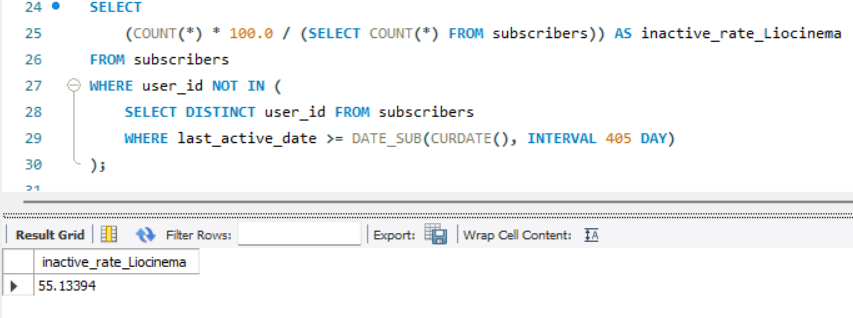 24 SELECT
25 (COUNT(*) * 100.0 / (SELECT COUNT(*) FROM subscribers)) AS inactive_rate_Liocinema
26 FROM subscribers
27 WHERE user_id NOT IN (
28 SELECT DISTINCT user_id FROM subscribers
29 WHERE last_active_date >= DATE_SUB(CURDATE(), INTERVAL 405 DAY)
30 );
31
Result Grid Filter Rows: Export: Wrap Cell Content: IA
inactive_rate_Liocinema
55.13394